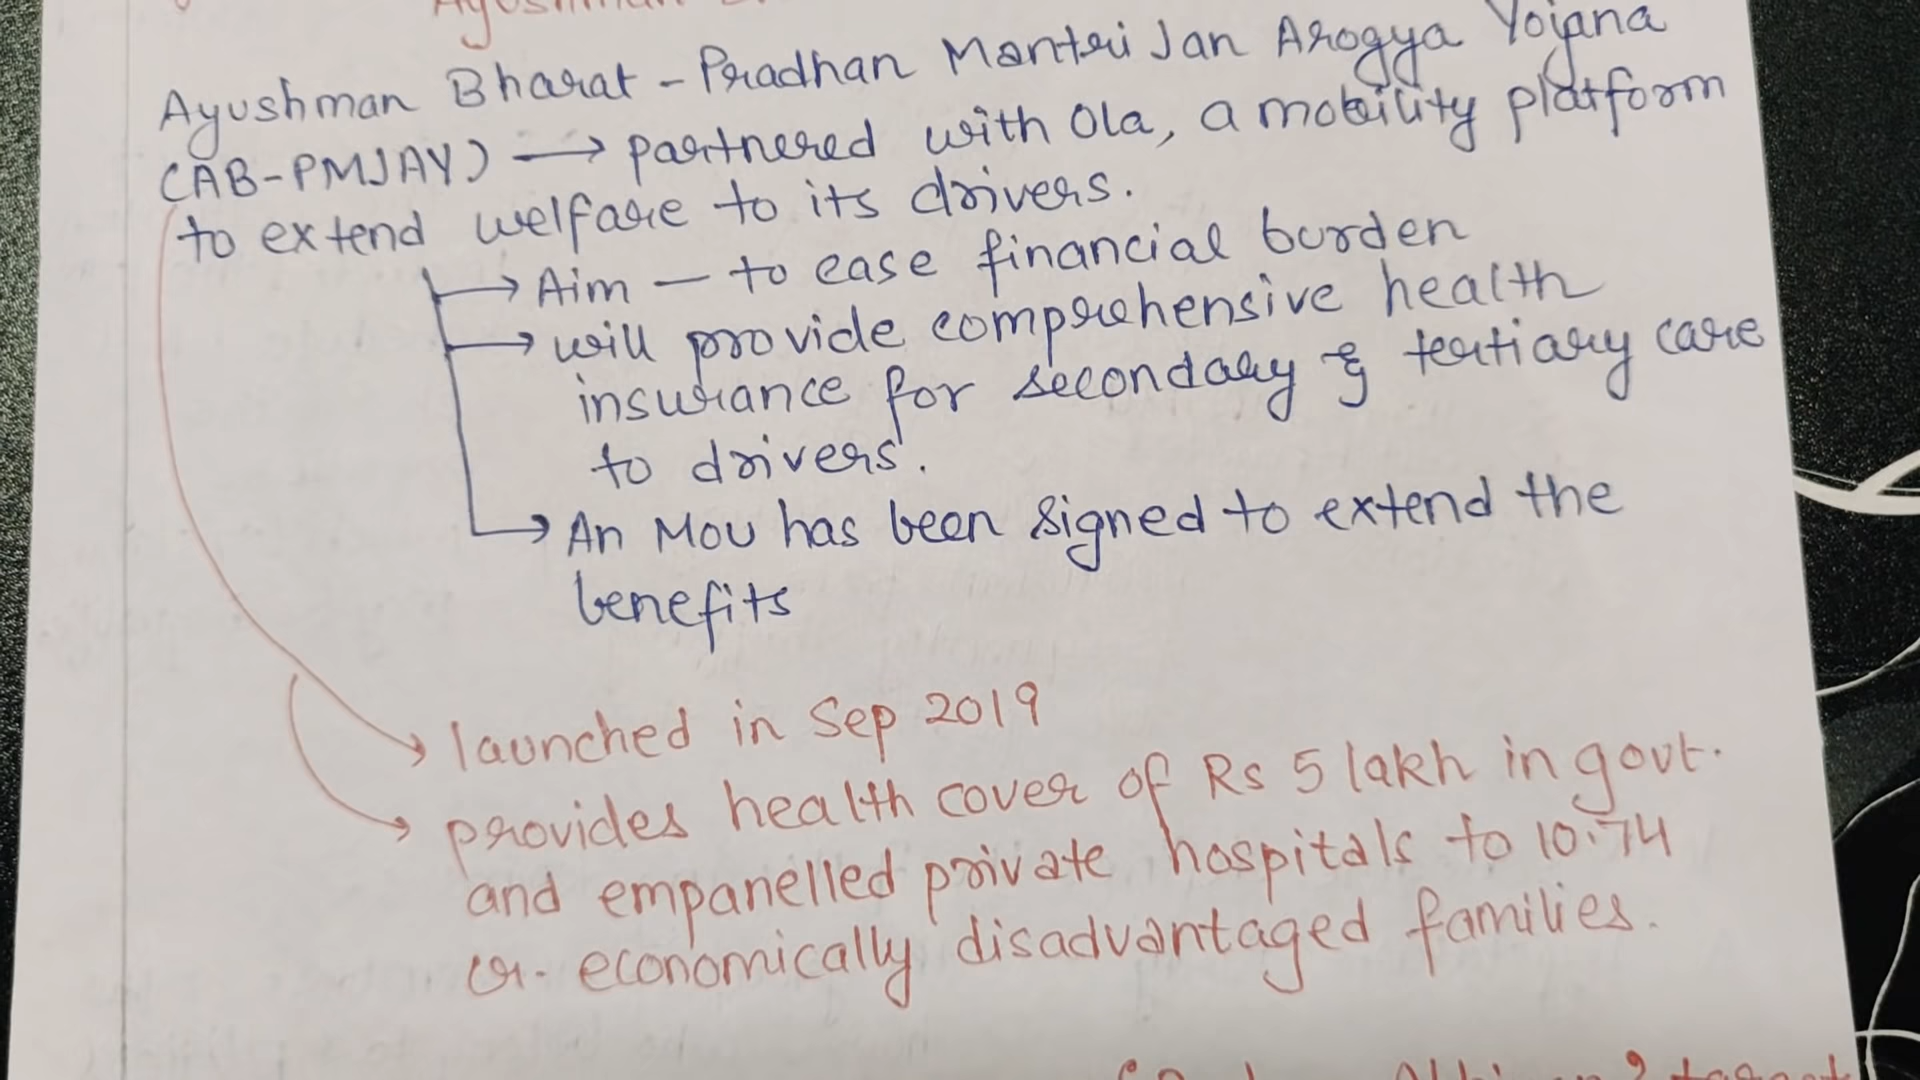 Ayushman
Ayushman Bharat - Pradhan Mantri Jan Arogya Yojana
(AB-PMJAY) → partnered with Ola, a mobility platform
to extend welfare to its drivers.
→ Aim — to ease financial burden
→ will provide comprehensive health
insurance for secondary & tertiary care
to drivers.
→ An MOU has been signed to extend the
benefits
→ launched in Sep 2019
→ provides health cover of Rs 5 lakh in govt.
and empanelled private hospitals to 10.74
cr. economically disadvantaged families.